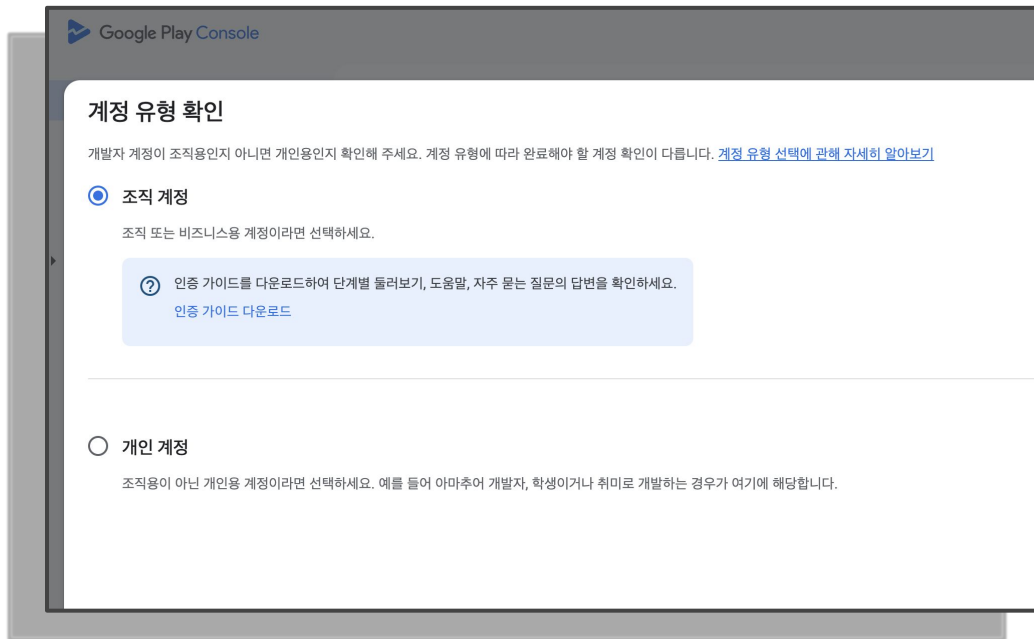 Google Play Console
계정 유형 확인
개발자 계정이 조직용인지 아니면 개인용인지 확인해 주세요. 계정 유형에 따라 완료해야 할 계정 확인이 다릅니다. 계정 유형 선택에 관해 자세히 알아보기
조직 계정
조직 또는 비즈니스용 계정이라면 선택하세요.
인증 가이드를 다운로드하여 단계별 둘러보기, 도움말, 자주 묻는 질문의 답변을 확인하세요.
인증 가이드 다운로드
개인 계정
조직용이 아닌 개인용 계정이라면 선택하세요. 예를 들어 아마추어 개발자, 학생이거나 취미로 개발하는 경우가 여기에 해당합니다.